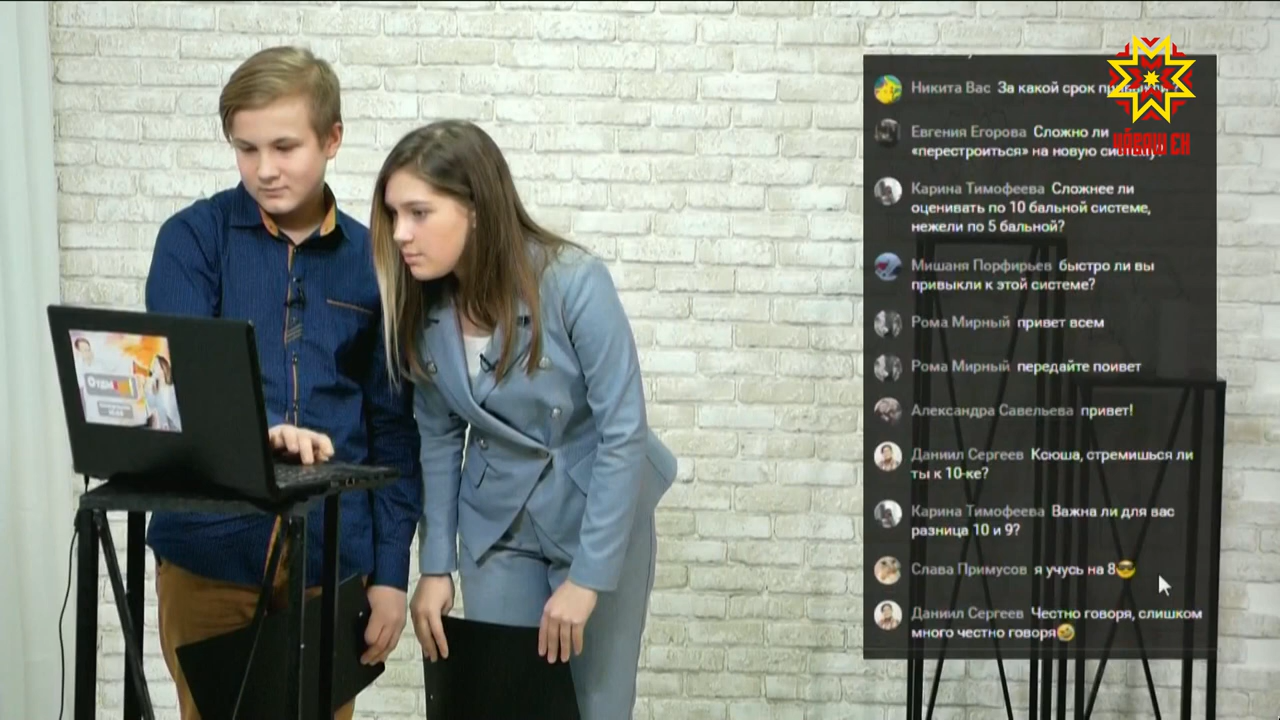 Никита Вас За какой срок привыкли?
Евгения Егорова Сложно ли
«перестроиться» на новую систему?
Карина Тимофеева Сложнее ли
оценивать по 10 бальной системе,
нежели по 5 бальной?
Мишаня Порфирьев быстро ли вы
привыкли к этой системе?
Рома Мирный привет всем
Рома Мирный передайте поивет
Александра Савельева привет!
Даниил Сергеев Ксюша, стремишься ли
ты к 10-ке?
Карина Тимофеева Важна ли для вас
разница 10 и 9?
Слава Примусов я учусь на 8😎
Даниил Сергеев Честно говоря, слишком
много честно говоря🤣
ЧӐВАШ ЕН